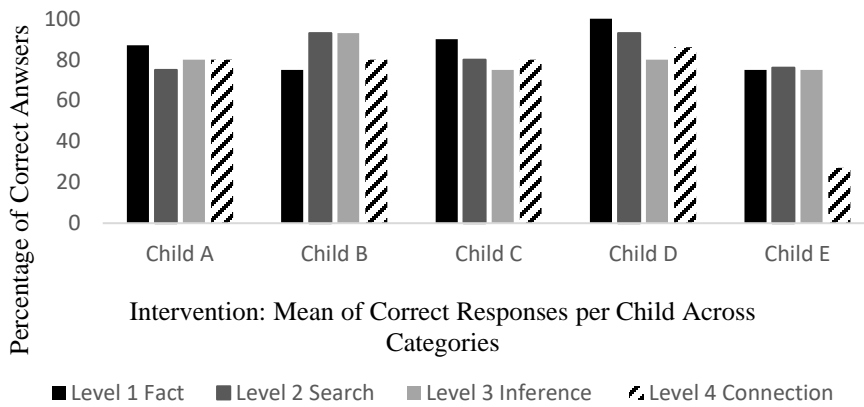 Percentage of Correct Anwsers
100
80
60
40
20
0
Child A Child B Child C Child D Child E
Intervention: Mean of Correct Responses per Child Across
Categories
Level 1 Fact Level 2 Search Level 3 Inference Level 4 Connection